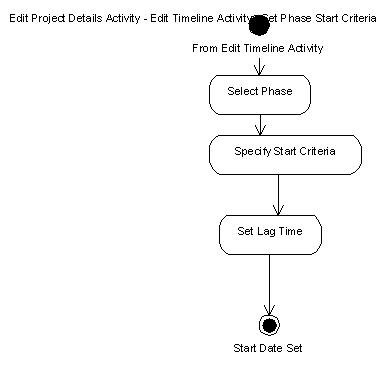 Edit Project Details Activity - Edit Timeline Activity - Set Phase Start Criteria
From Edit Timeline Activity
Select Phase
Specify Start Criteria
Set Lag Time
Start Date Set